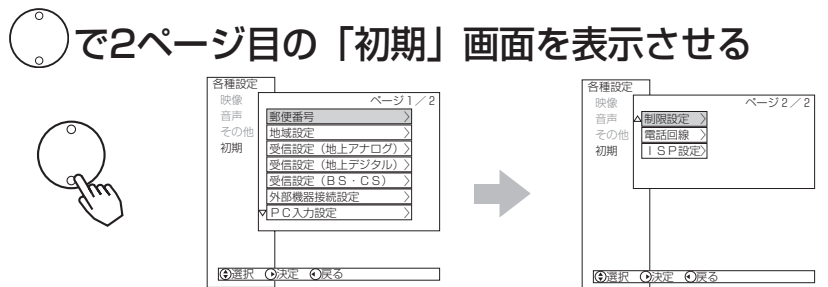 で2ページ目の「初期」画面を表示させる
各種設定
映像
音声
その他
初期
ページ1／2
郵便番号
地域設定
受信設定（地上アナログ）
受信設定（地上デジタル）
受信設定（BS・CS）
外部機器接続設定
PC入力設定
選択 決定 戻る
各種設定
映像
音声
その他
初期
ページ2／2
制限設定
電話回線
ISP設定
選択 決定 戻る